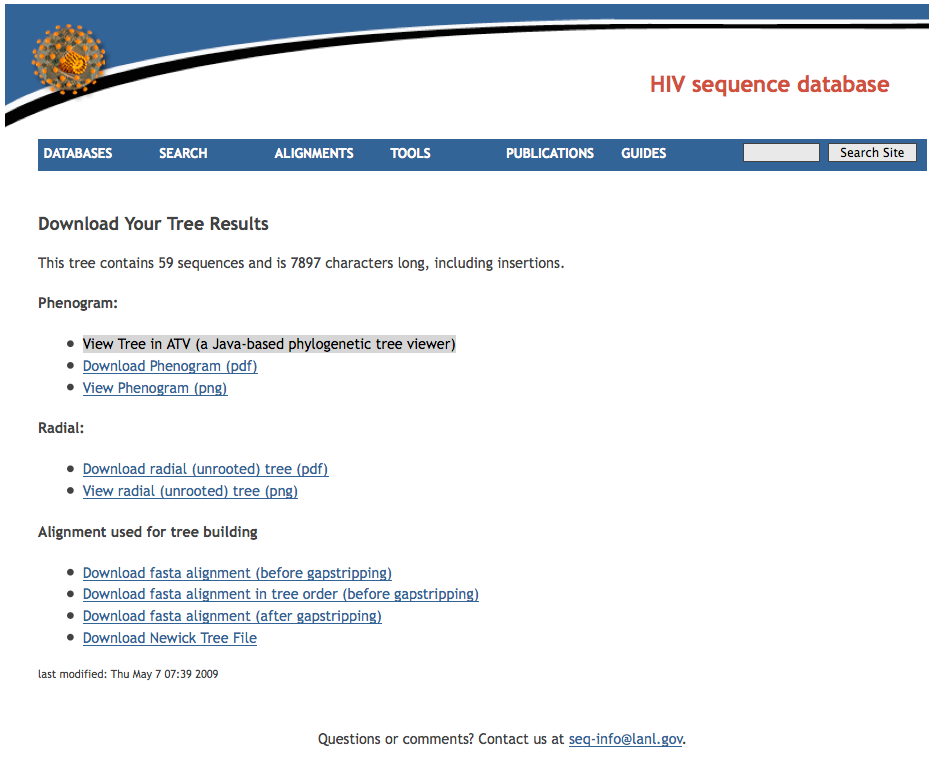 HIV sequence database
DATABASES SEARCH ALIGNMENTS TOOLS PUBLICATIONS GUIDES Search Site
Download Your Tree Results
This tree contains 59 sequences and is 7897 characters long, including insertions.
Phenogram:
View Tree in ATV (a Java-based phylogenetic tree viewer)
Download Phenogram (pdf)
View Phenogram (png)
Radial:
Download radial (unrooted) tree (pdf)
View radial (unrooted) tree (png)
Alignment used for tree building
Download fasta alignment (before gapstripping)
Download fasta alignment in tree order (before gapstripping)
Download fasta alignment (after gapstripping)
Download Newick Tree File
last modified: Thu May 7 07:39 2009
Questions or comments? Contact us at seq-info@lanl.gov.